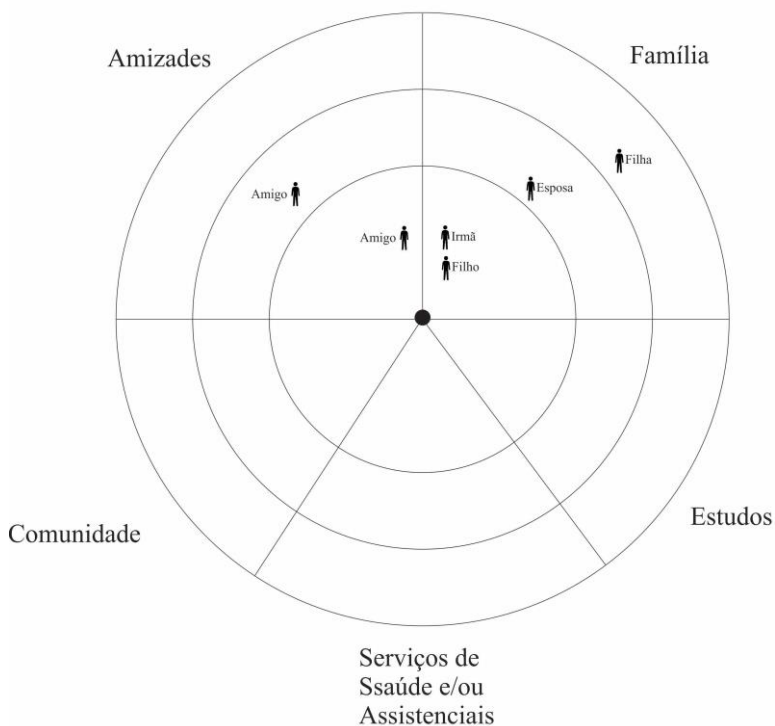 Amizades
Família
Filha
Esposa
Amigo
Amigo
Irmã
Filho
Comunidade
Estudos
Serviços de
Ssaúde e/ou
Assistenciais